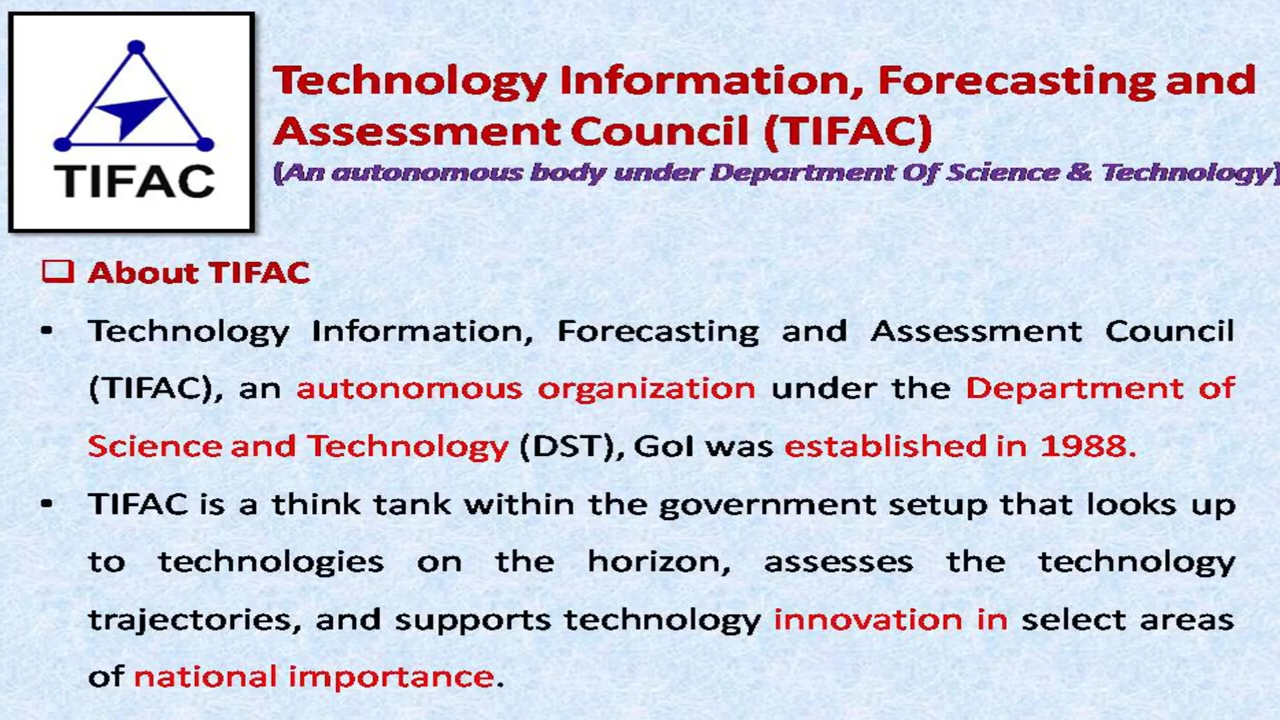 TIFAC
Technology Information, Forecasting and
Assessment Council (TIFAC)
(An autonomous body under Department Of Science & Technology)
❑ About TIFAC
• Technology Information, Forecasting and Assessment Council
(TIFAC), an autonomous organization under the Department of
Science and Technology (DST), GoI was established in 1988.
• TIFAC is a think tank within the government setup that looks up
to technologies on the horizon, assesses the technology
trajectories, and supports technology innovation in select areas
of national importance.